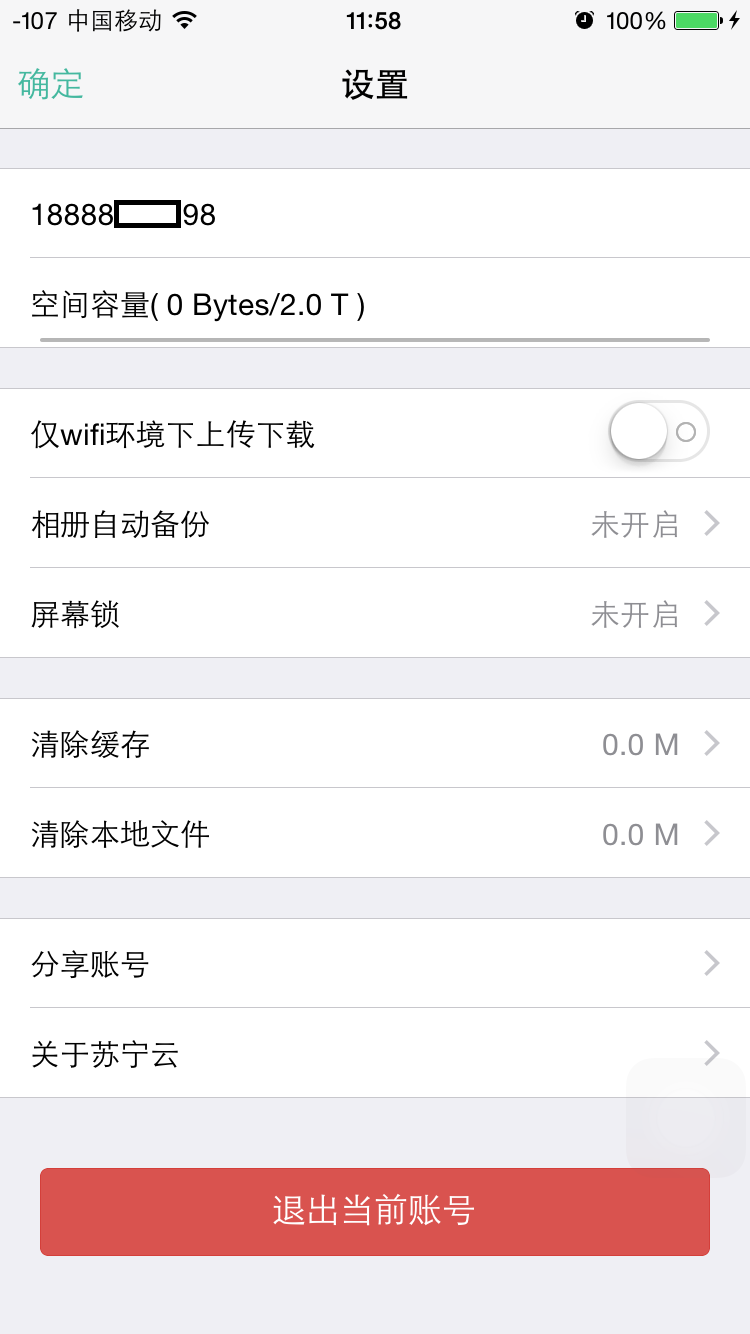 -107 中国移动 11:58 100%
确定 设置
18888 98
空间容量( 0 Bytes/2.0 T )
仅wifi环境下上传下载
相册自动备份 未开启
屏幕锁 未开启
清除缓存 0.0 M
清除本地文件 0.0 M
分享账号
关于苏宁云
退出当前账号